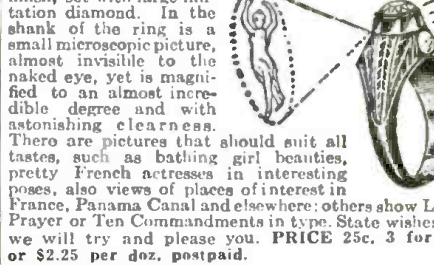 tation diamond. In the
shank of the ring is a
small microscopic picture,
almost invisible to the
naked eye, yet is magni-
fied to an almost incre-
dible degree and with
astonishing clearness.
There are pictures that should suit all
tastes, such as bathing girl beauties,
pretty French actresses in interesting
poses, also views of places of interest in
France, Panama Canal and elsewhere; others show L
Prayer or Ten Commandments in type. State wishes
we will try and please you. PRICE 25c. 3 for
or $2.25 per doz. postpaid.